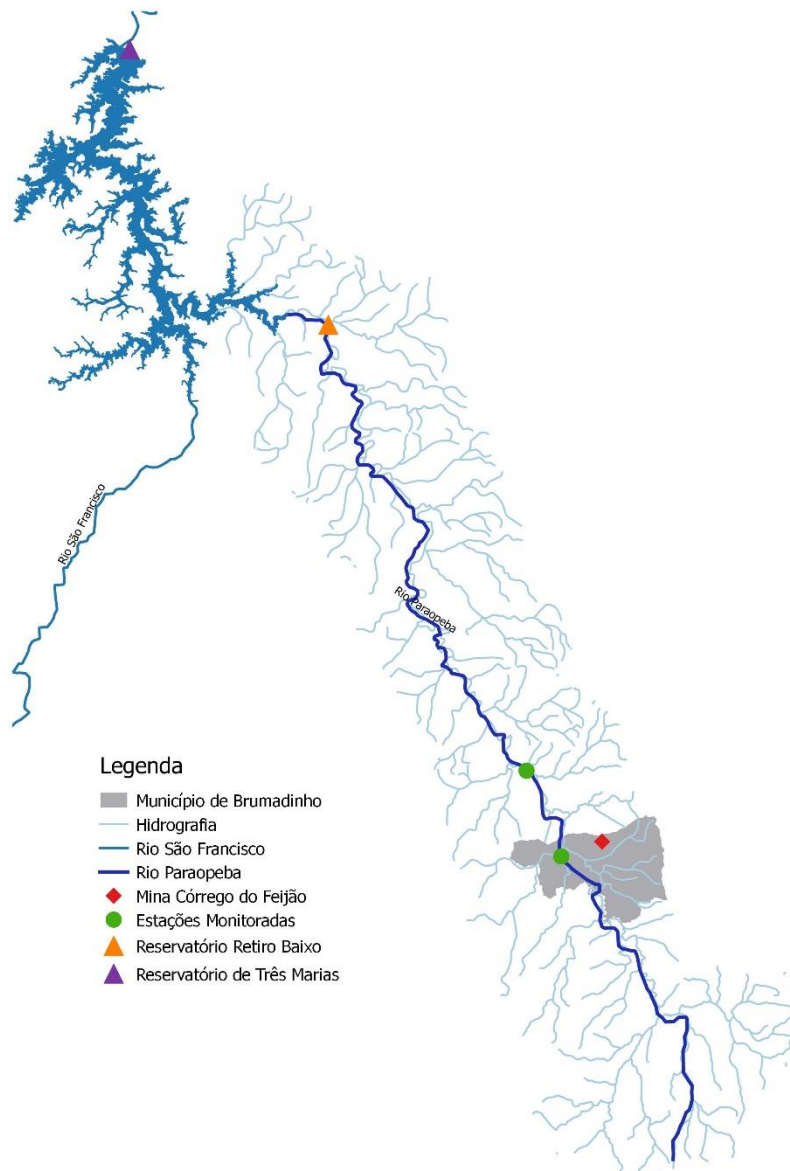 Rio São Francisco
Rio Paraopeba
Legenda
Município de Brumadinho
Hidrografia
Rio São Francisco
Rio Paraopeba
Mina Córrego do Feijão
Estações Monitoradas
Reservatório Retiro Baixo
Reservatório de Três Marias